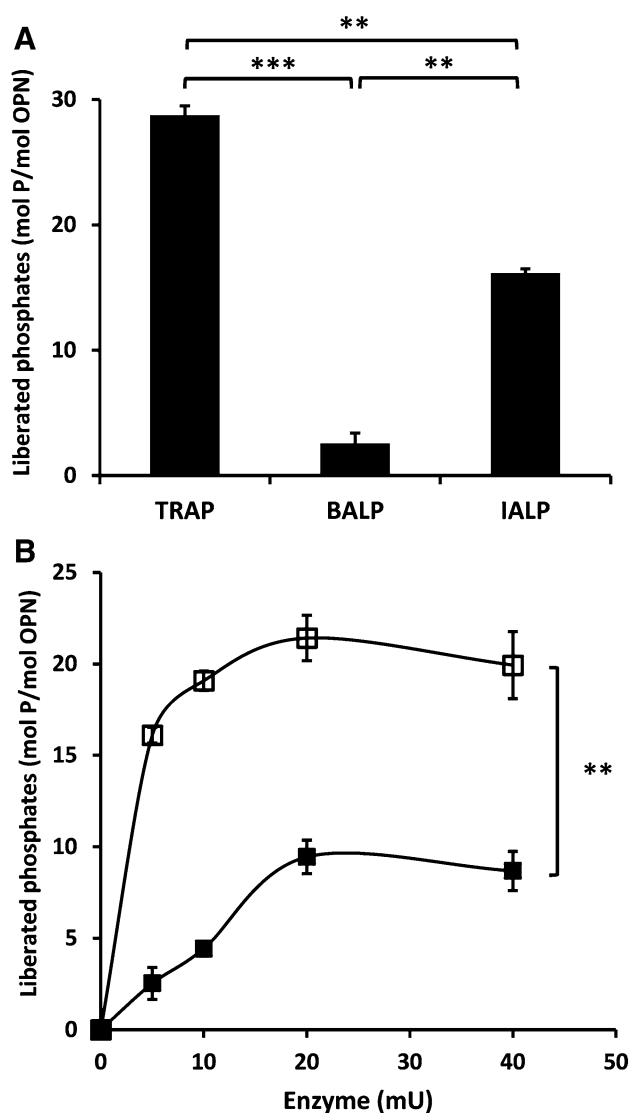 A
**
*** **
Liberated phosphates (mol P/mol OPN)
30
20
10
0
TRAP BALP IALP
B
Liberated phosphates (mol P/mol OPN)
25
20
15
10
5
0
**
0 10 20 30 40 50
Enzyme (mU)